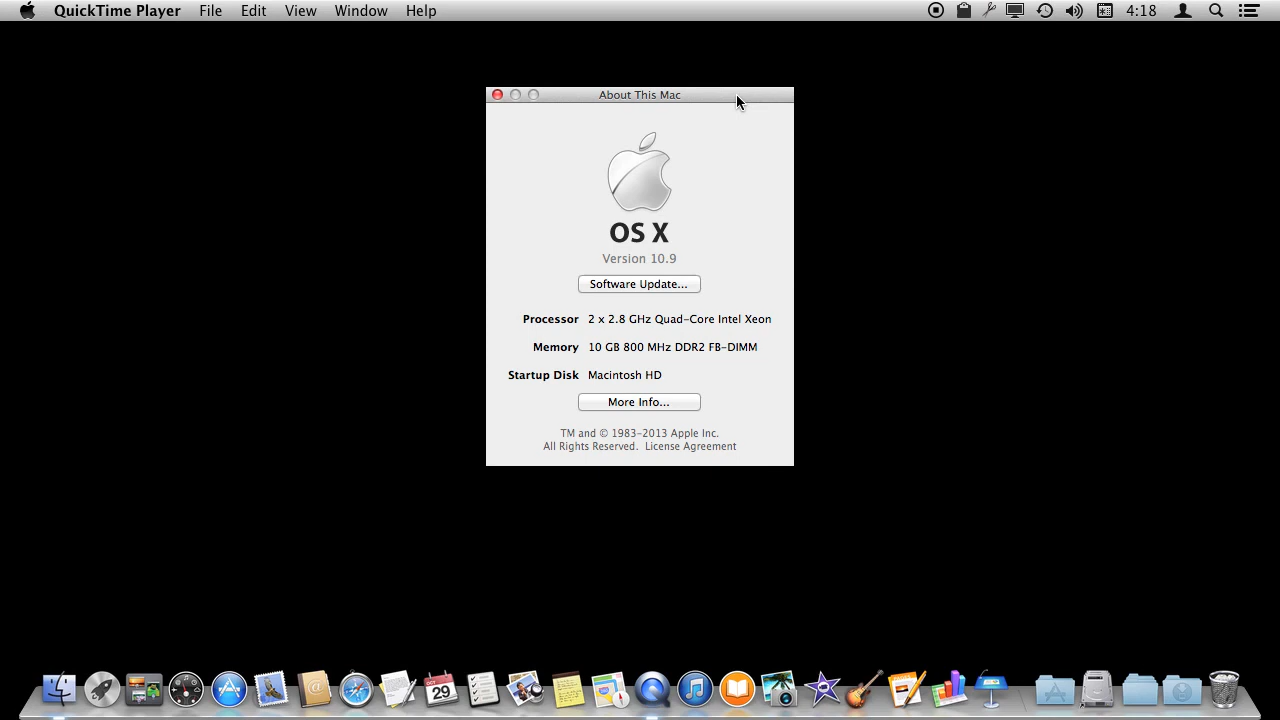 QuickTime Player File Edit View Window Help 4:18
About This Mac
OS X
Version 10.9
Software Update...
Processor 2 x 2.8 GHz Quad-Core Intel Xeon
Memory 10 GB 800 MHz DDR2 FB-DIMM
Startup Disk Macintosh HD
More Info...
TM and © 1983-2013 Apple Inc.
All Rights Reserved. License Agreement
OCT
29